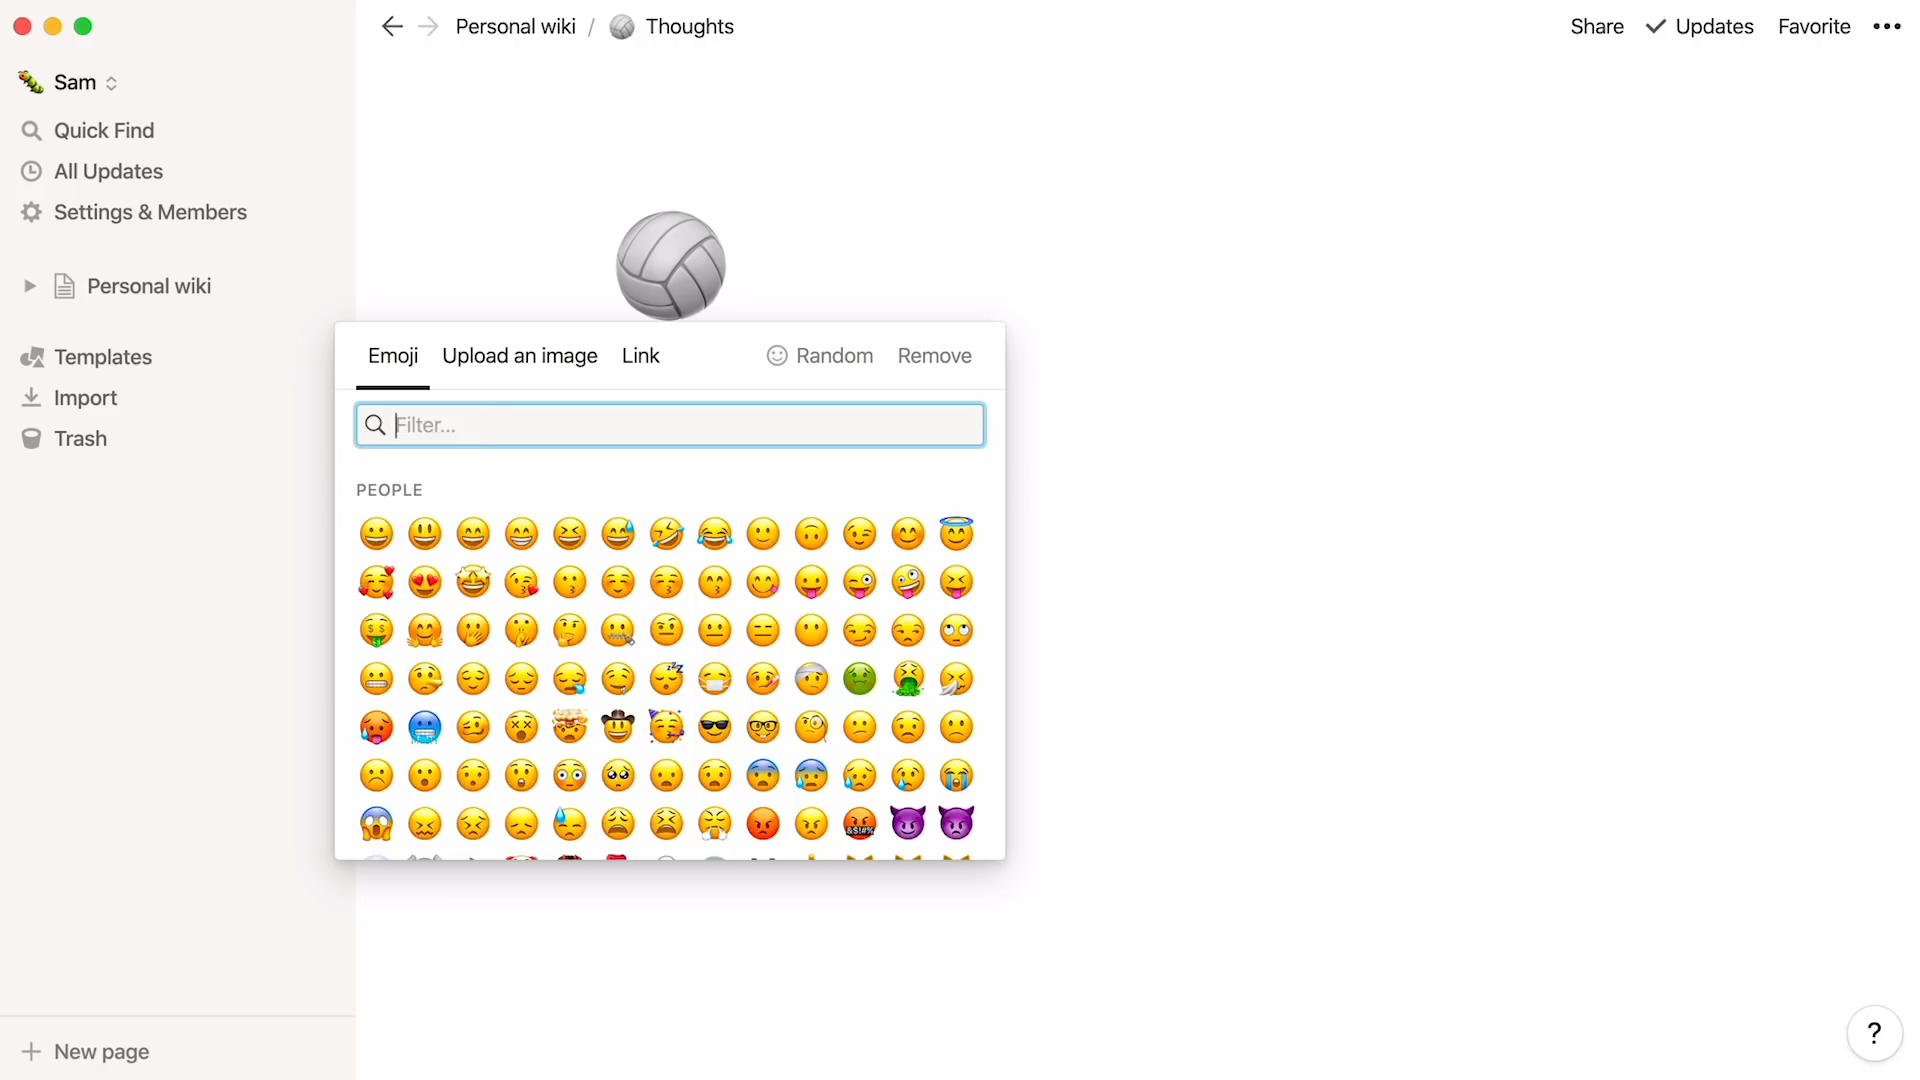 Personal wiki / Thoughts
Share Updates Favorite
Sam
Quick Find
All Updates
Settings & Members
Personal wiki
Templates
Import
Trash
Emoji Upload an image Link Random Remove
Filter...
PEOPLE
New page
?